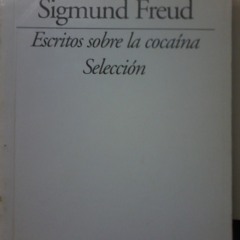 Sigmund Freud
Escritos sobre la cocaína
Selección